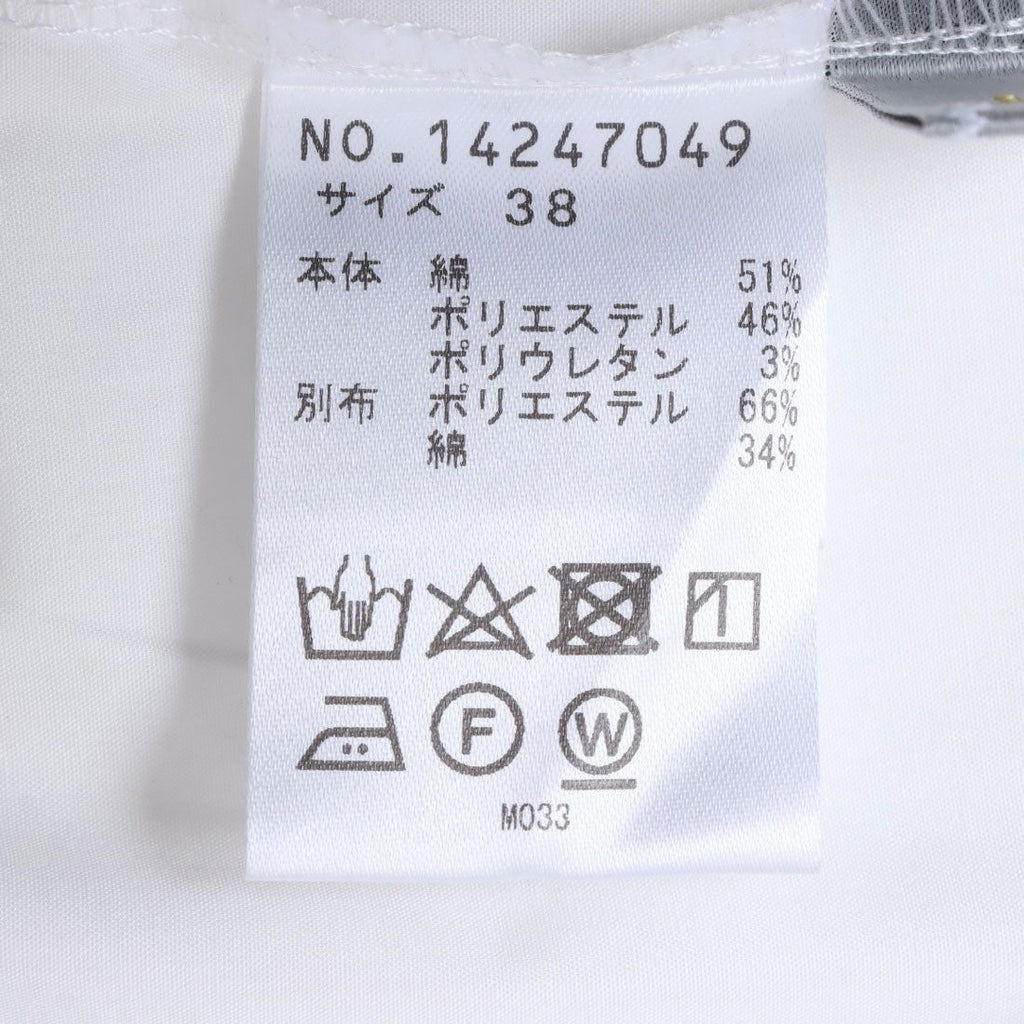 NO.14247049
サイズ 38
本体 綿 51%
ポリエステル 46%
ポリウレタン 3%
別布 ポリエステル 66%
綿 34%
F W
M033